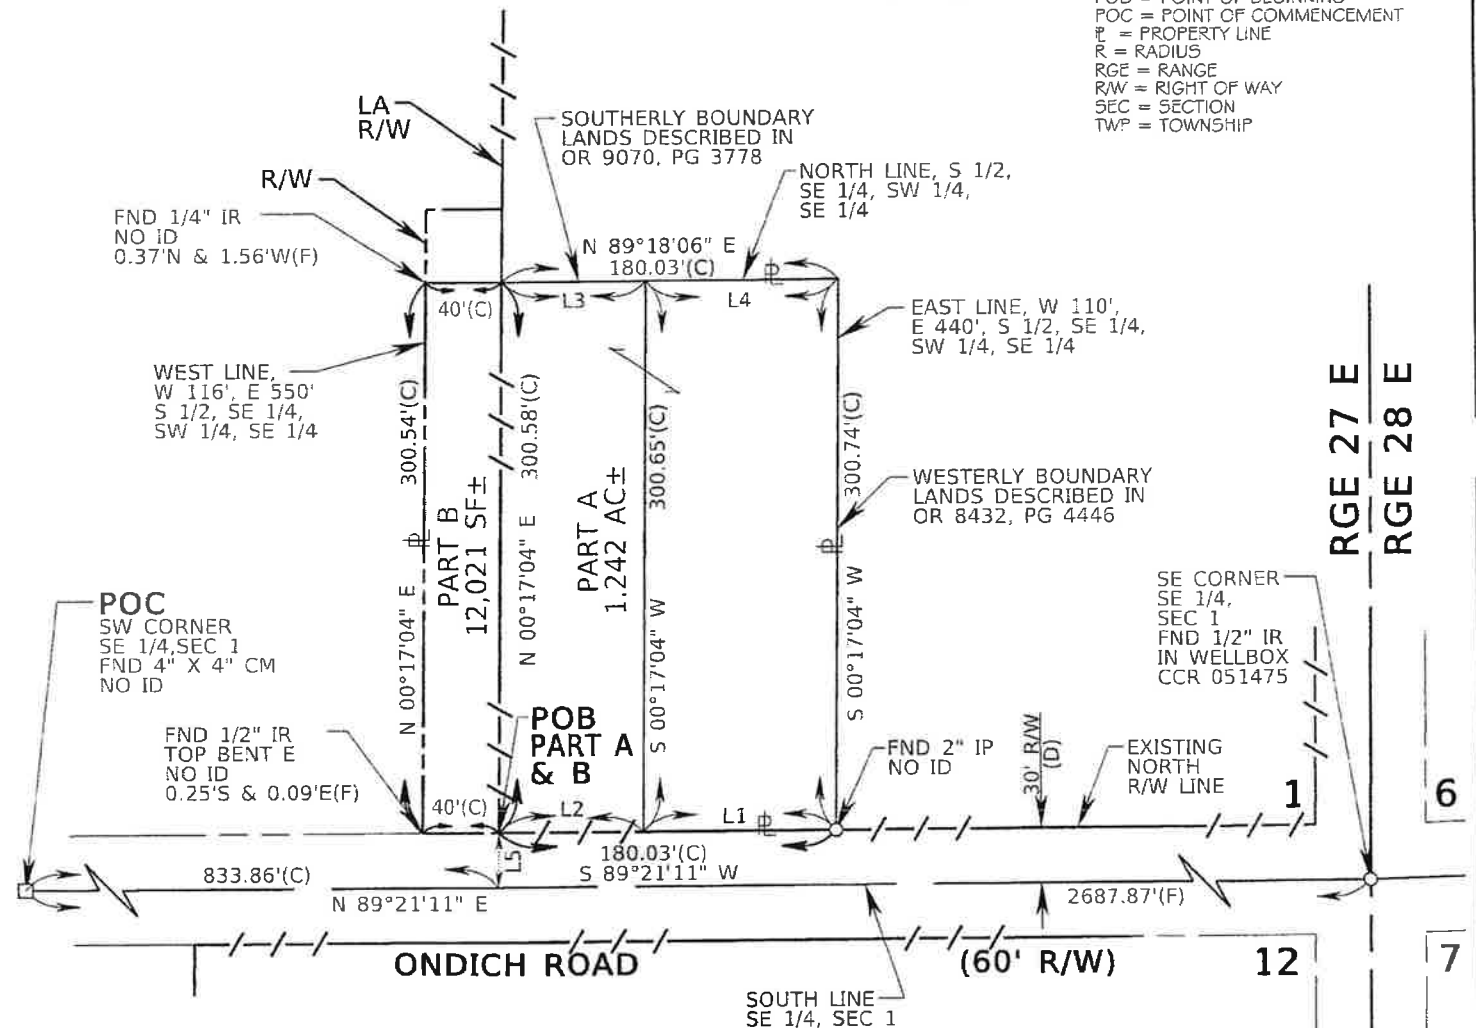 POB = POINT OF BEGINNING
POC = POINT OF COMMENCEMENT
PL = PROPERTY LINE
R = RADIUS
RGE = RANGE
R/W = RIGHT OF WAY
SEC = SECTION
TWP = TOWNSHIP
LA
R/W
SOUTHERLY BOUNDARY
LANDS DESCRIBED IN
OR 9070, PG 3778
R/W
NORTH LINE, S 1/2,
SE 1/4, SW 1/4,
SE 1/4
FND 1/4" IR
NO ID
0.37'N & 1.56'W(F)
N 89°18'06" E
180.03'(C)
PL
40'(C)
L3
L4
EAST LINE, W 110',
E 440', S 1/2, SE 1/4,
SW 1/4, SE 1/4
WEST LINE,
W 116', E 550'
S 1/2, SE 1/4,
SW 1/4, SE 1/4
300.54'(C)
300.58'(C)
300.65'(C)
300.74'(C)
RGE 27 E
RGE 28 E
WESTERLY BOUNDARY
LANDS DESCRIBED IN
OR 8432, PG 4446
PART B
12,021 SF±
PART A
1.242 AC±
PL
PL
N 00°17'04" E
N 00°17'04" E
S 00°17'04" W
S 00°17'04" W
SE CORNER
SE 1/4,
SEC 1
FND 1/2" IR
IN WELLBOX
CCR 051475
POC
SW CORNER
SE 1/4,SEC 1
FND 4" X 4" CM
NO ID
POB
PART A
& B
FND 1/2" IR
TOP BENT E
NO ID
0.25'S & 0.09'E(F)
FND 2" IP
NO ID
30' R/W
(D)
EXISTING
NORTH
R/W LINE
1
6
40'(C)
L2
L1
PL
L5
180.03'(C)
S 89°21'11" W
833.86'(C)
N 89°21'11" E
2687.87'(F)
ONDICH ROAD
(60' R/W)
12
7
SOUTH LINE
SE 1/4, SEC 1